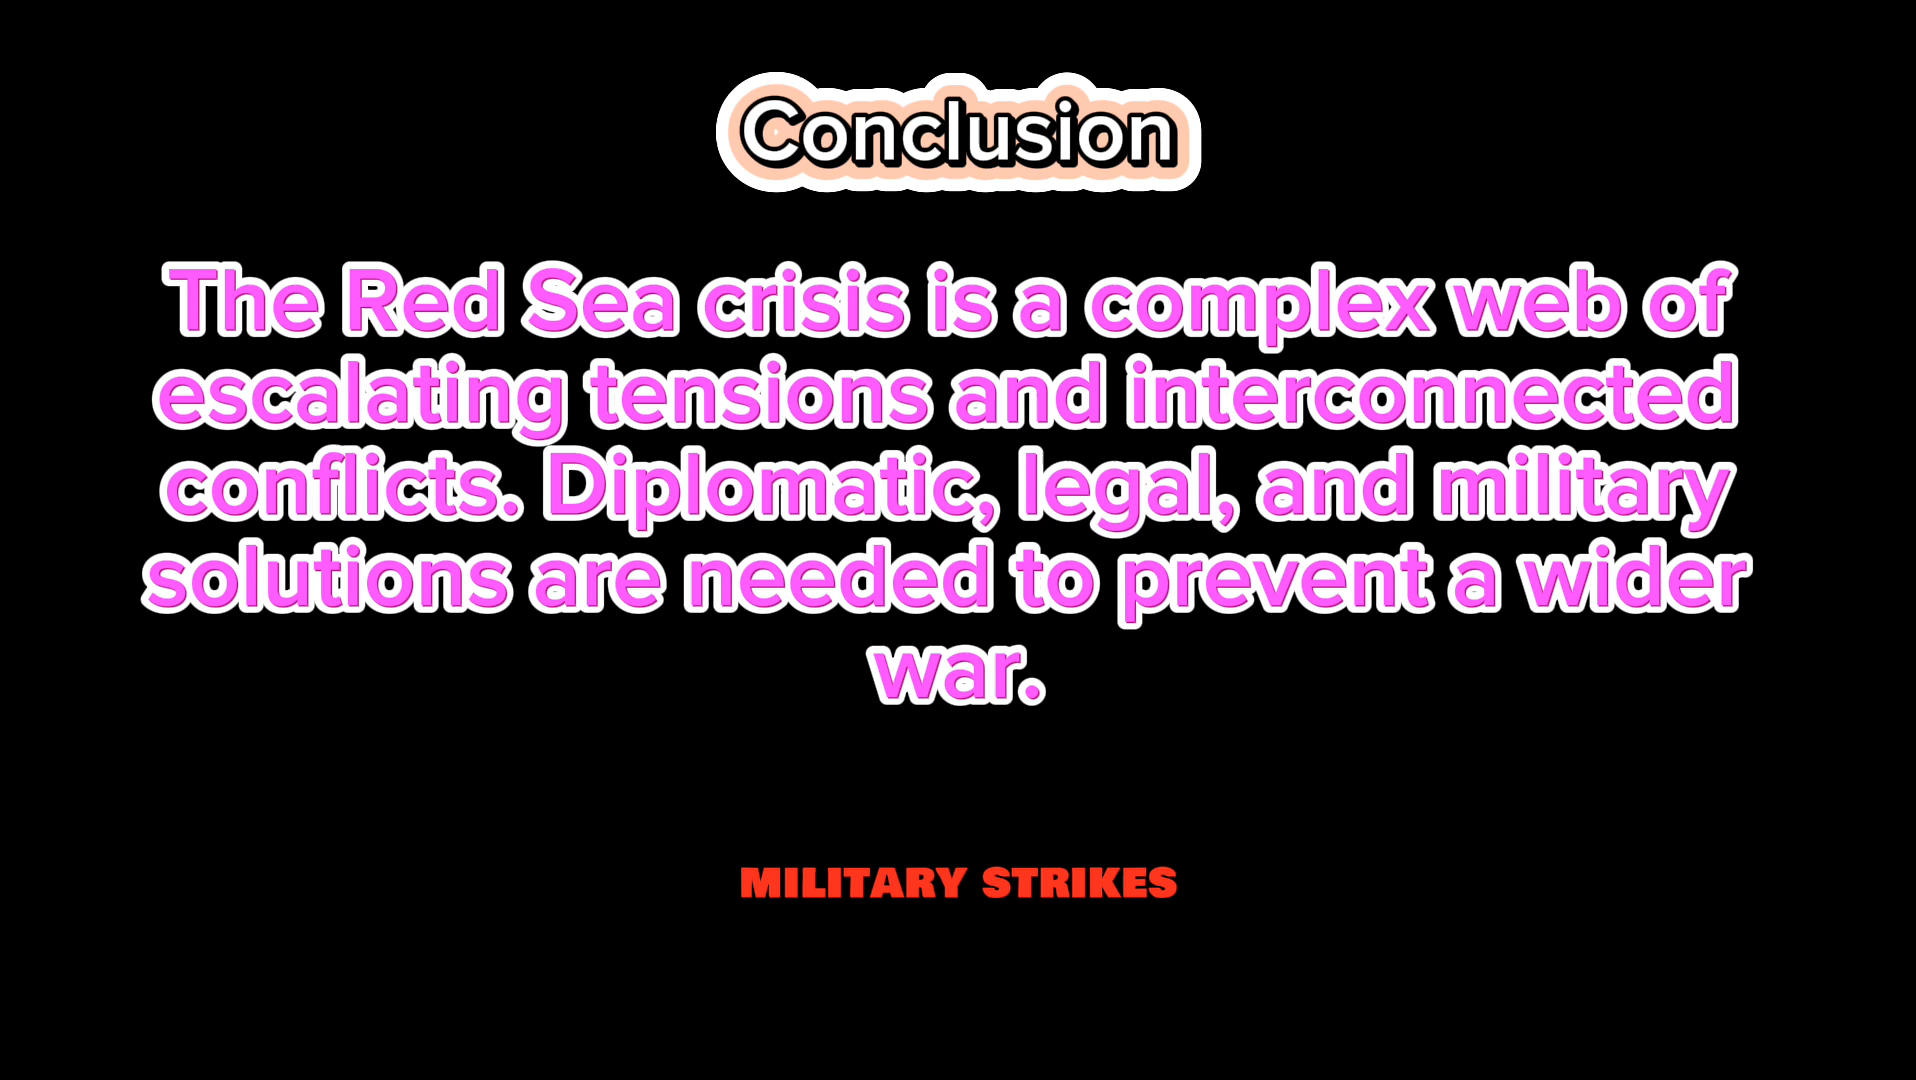 Conclusion
The Red Sea crisis is a complex web of
escalating tensions and interconnected
conflicts. Diplomatic, legal, and military
solutions are needed to prevent a wider
war.
MILITARY STRIKES